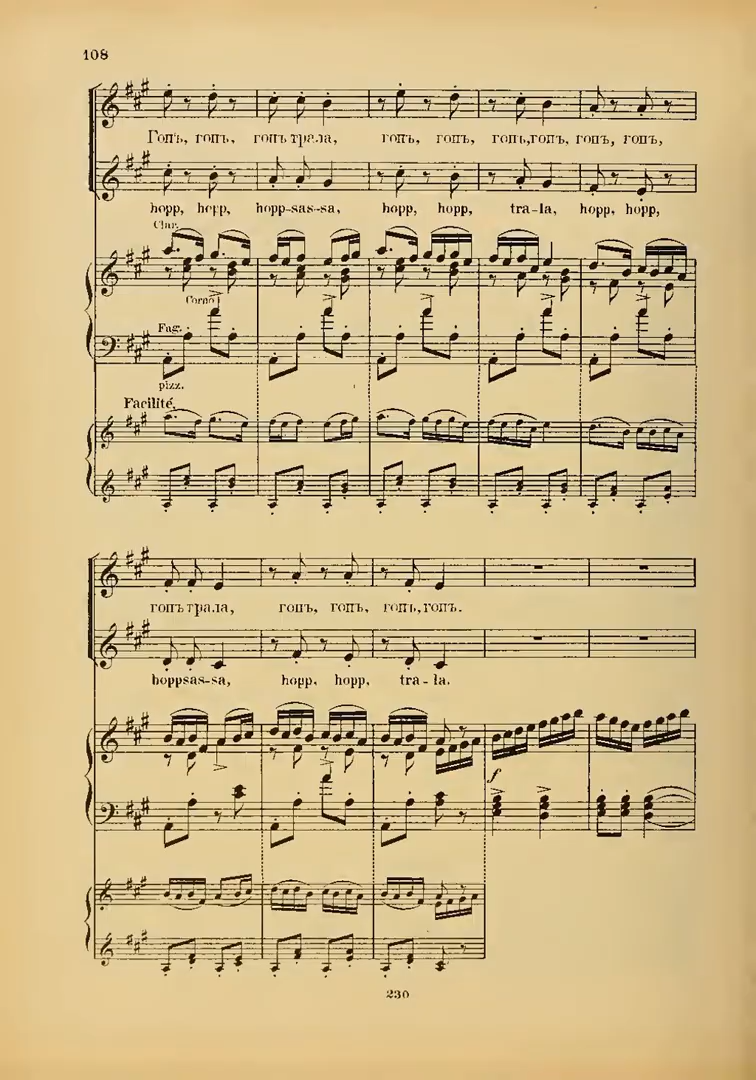 108
Гопъ, гопъ, гопъ трала, гопъ, гопъ, гопъ, гопъ, гопъ, гопъ,
hopp, hopp, hopp-sas-sa, hopp, hopp, tra-la, hopp, hopp,
Clar.
Corno
Fag.
pizz.
Facilité.
гопъ трала, гопъ, гопъ, гопъ, гопъ.
hoppsas-sa, hopp, hopp, tra-la.
f
230